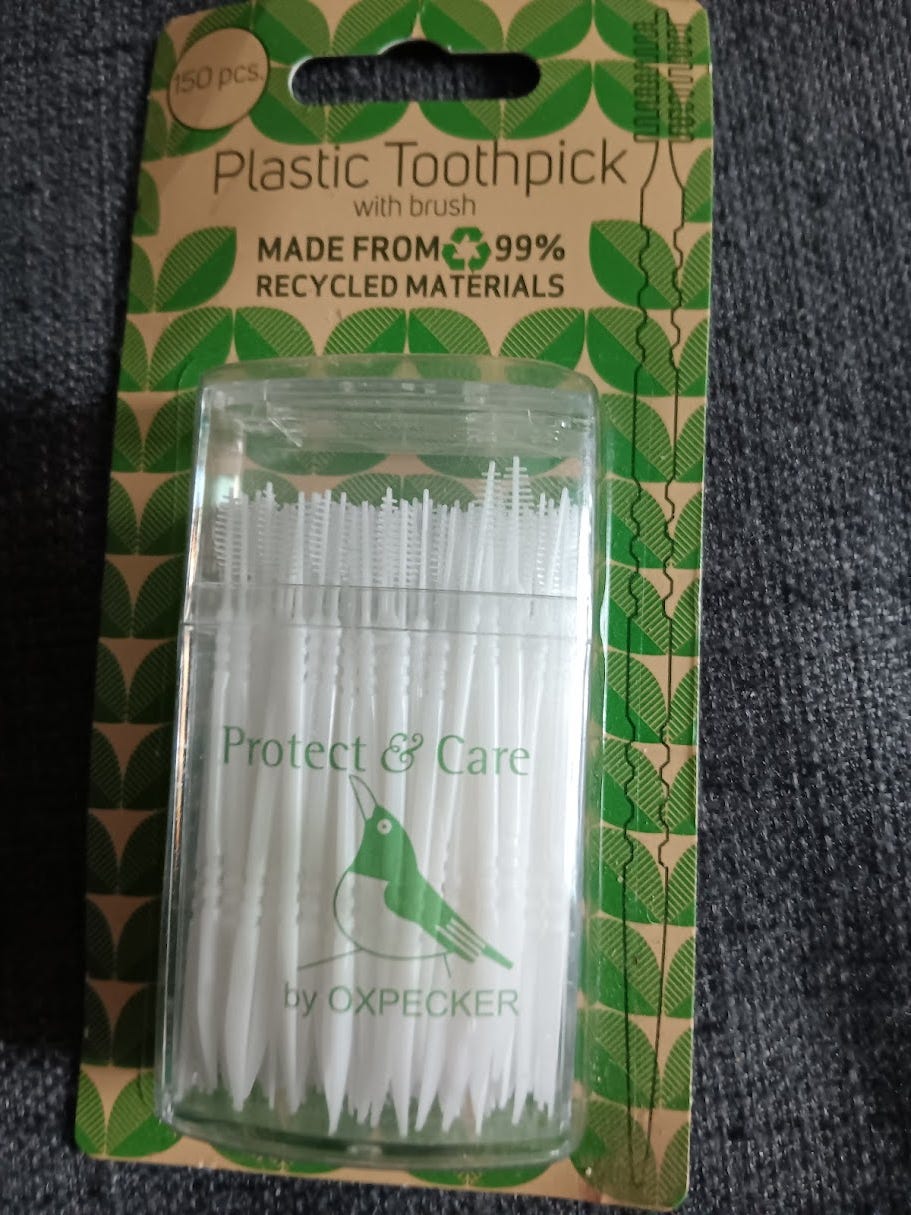 150 pcs.
Plastic Toothpick
with brush
MADE FROM 99%
RECYCLED MATERIALS
Protect & Care
by OXPECKER